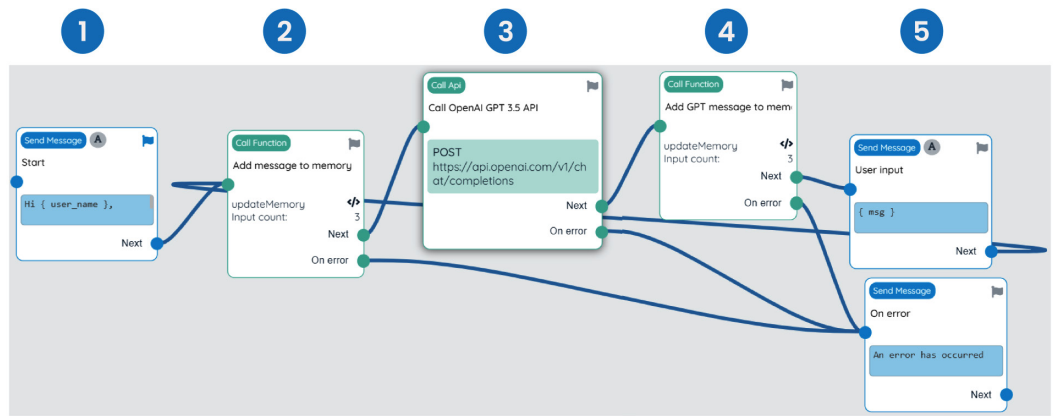 1
2
3
4
5
Send Message A
Start
Hi { user_name },
Next
Call Function
Add message to memory
updateMemory </>
Input count: 3
Next
On error
Call Api
Call OpenAI GPT 3.5 API
POST
https://api.openai.com/v1/ch
at/completions
Next
On error
Call Function
Add GPT message to mem
updateMemory </>
Input count: 3
Next
On error
Send Message A
User input
{ msg }
Next
Send Message
On error
An error has occurred
Next